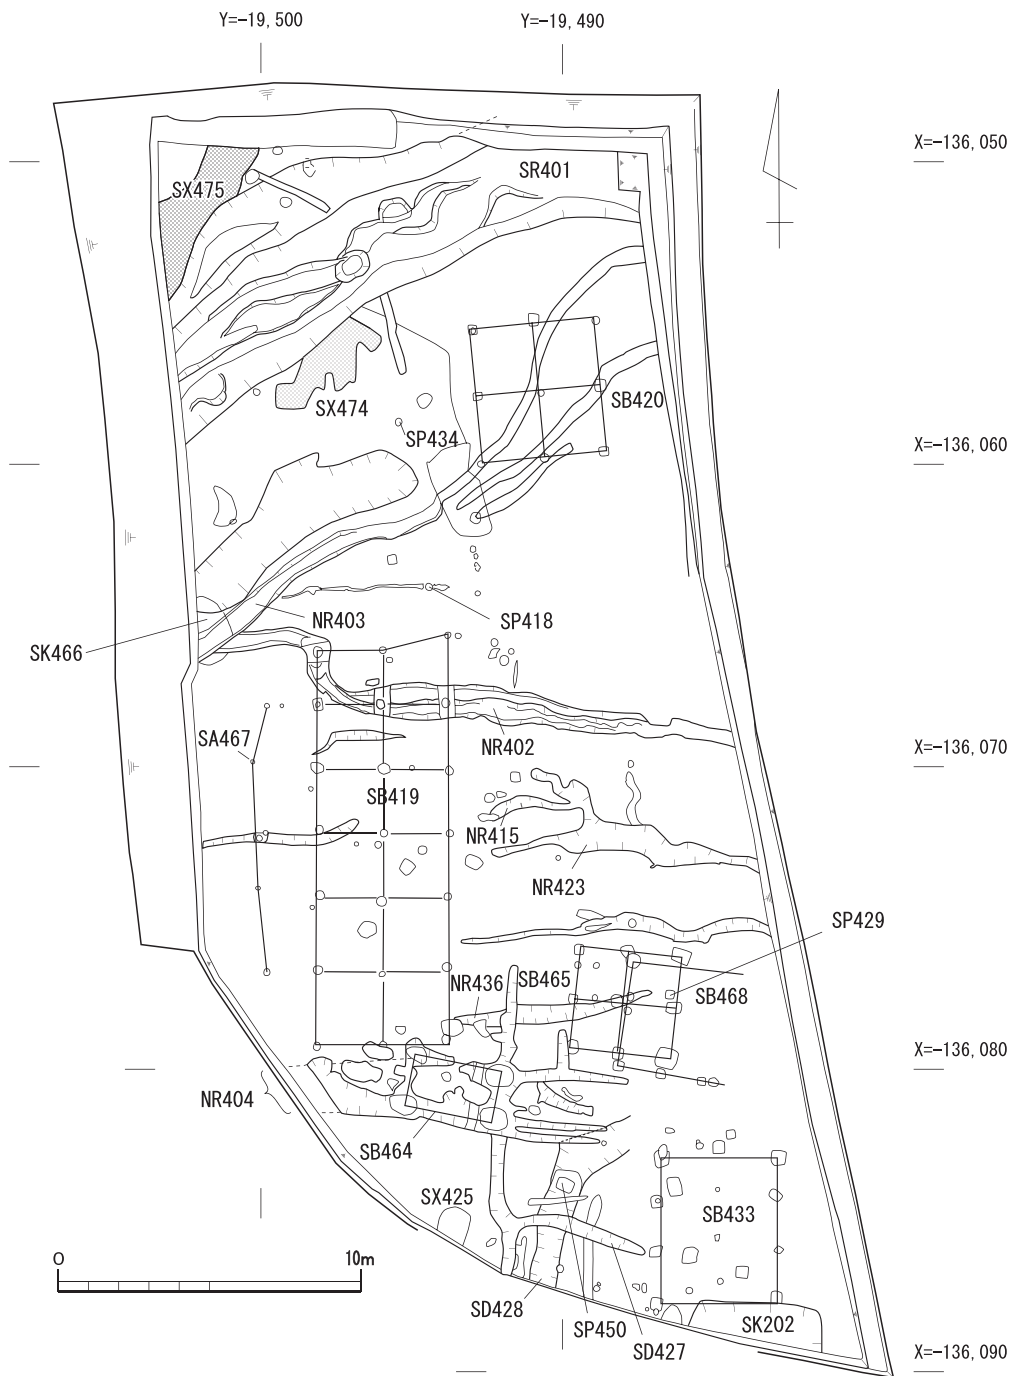 Y=-19,500
Y=-19,490
X=-136,050
SR401
SX475
SB420
SX474
SP434
X=-136,060
NR403
SP418
SK466
SA467
NR402
X=-136,070
SB419
NR415
NR423
SP429
NR436
SB465
SB468
X=-136,080
NR404
SB464
SX425
SB433
0
10m
SD428
SP450
SK202
SD427
X=-136,090